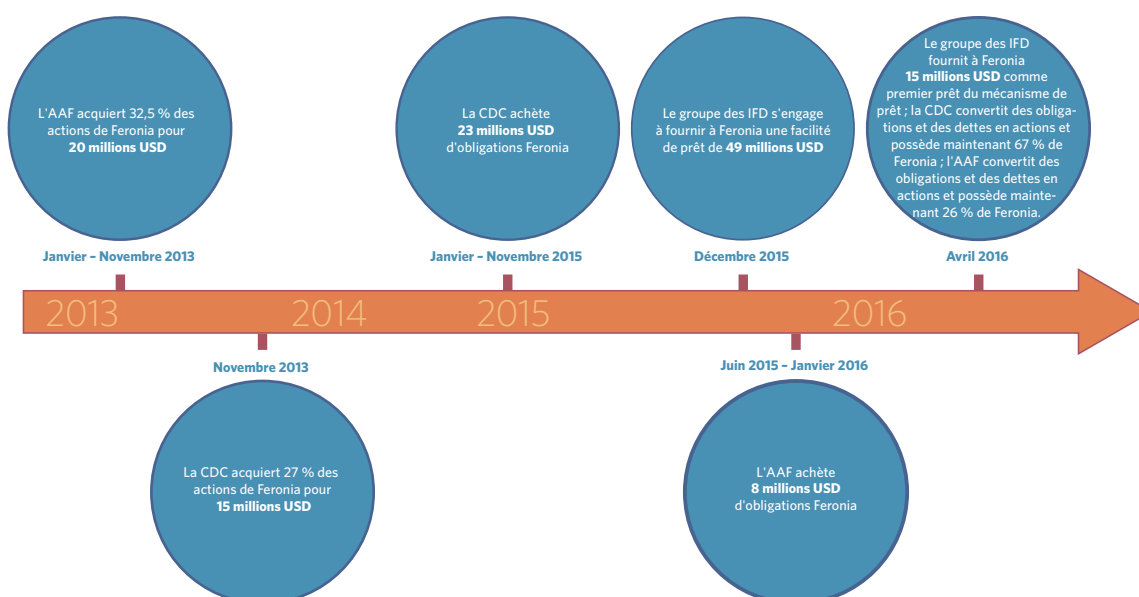 L'AAF acquiert 32,5 % des
actions de Feronia pour
20 millions USD
Janvier – Novembre 2013
La CDC achète
23 millions USD
d'obligations Feronia
Janvier – Novembre 2015
Le groupe des IFD s'engage
à fournir à Feronia une facilité
de prêt de 49 millions USD
Décembre 2015
Le groupe des IFD
fournit à Feronia
15 millions USD comme
premier prêt du mécanisme de
prêt ; la CDC convertit des obliga-
tions et des dettes en actions et
possède maintenant 67 % de
Feronia ; l'AAF convertit des
obligations et des dettes en
actions et possède mainte-
nant 26 % de Feronia.
Avril 2016
2013
2014
2015
2016
Novembre 2013
La CDC acquiert 27 % des
actions de Feronia pour
15 millions USD
Juin 2015 – Janvier 2016
L'AAF achète
8 millions USD
d'obligations Feronia